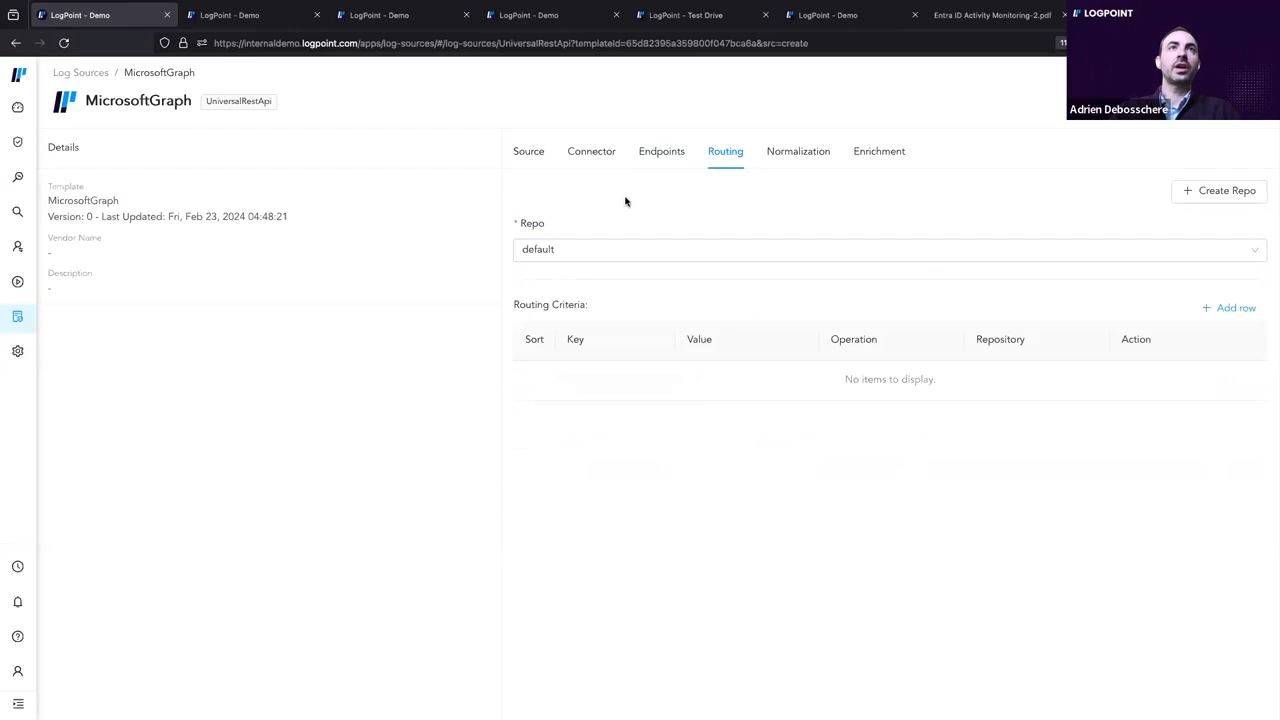 LogPoint - Demo
LogPoint - Demo
LogPoint - Demo
LogPoint - Demo
LogPoint - Test Drive
LogPoint - Demo
Entra ID Activity Monitoring-2.pdf
https://internaldemo.logpoint.com/apps/log-sources/#/log-sources/UniversalRestApi?templateId=65d82395a359800f047bca6a&src=create
LOGPOINT
Adrien Debosschere
Log Sources / MicrosoftGraph
MicrosoftGraph
UniversalRestApi
Details
Template
MicrosoftGraph
Version: 0 - Last Updated: Fri, Feb 23, 2024 04:48:21
Vendor Name
-
Description
-
Source Connector Endpoints Routing Normalization Enrichment
+ Create Repo
* Repo
default
Routing Criteria:
+ Add row
Sort Key Value Operation Repository Action
No items to display.